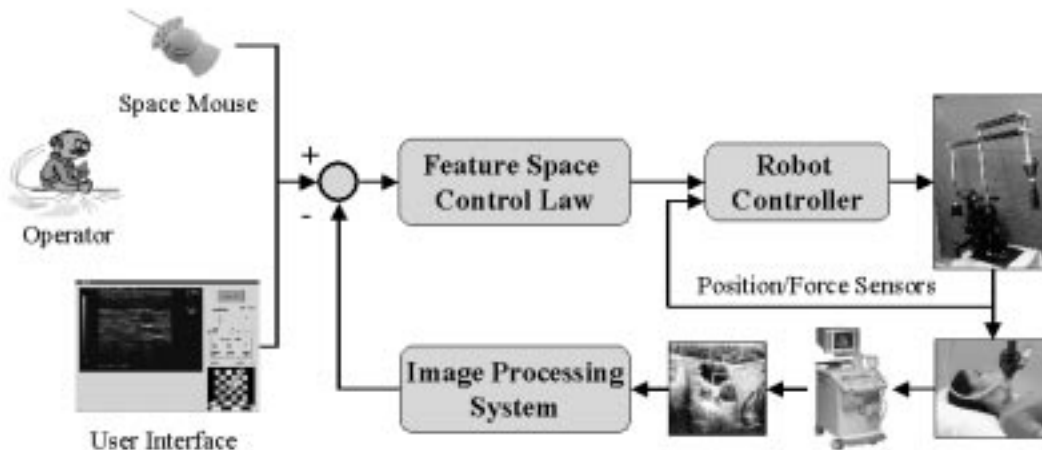 Space Mouse
Operator
User Interface
+
-
Feature Space
Control Law
Robot
Controller
Position/Force Sensors
Image Processing
System